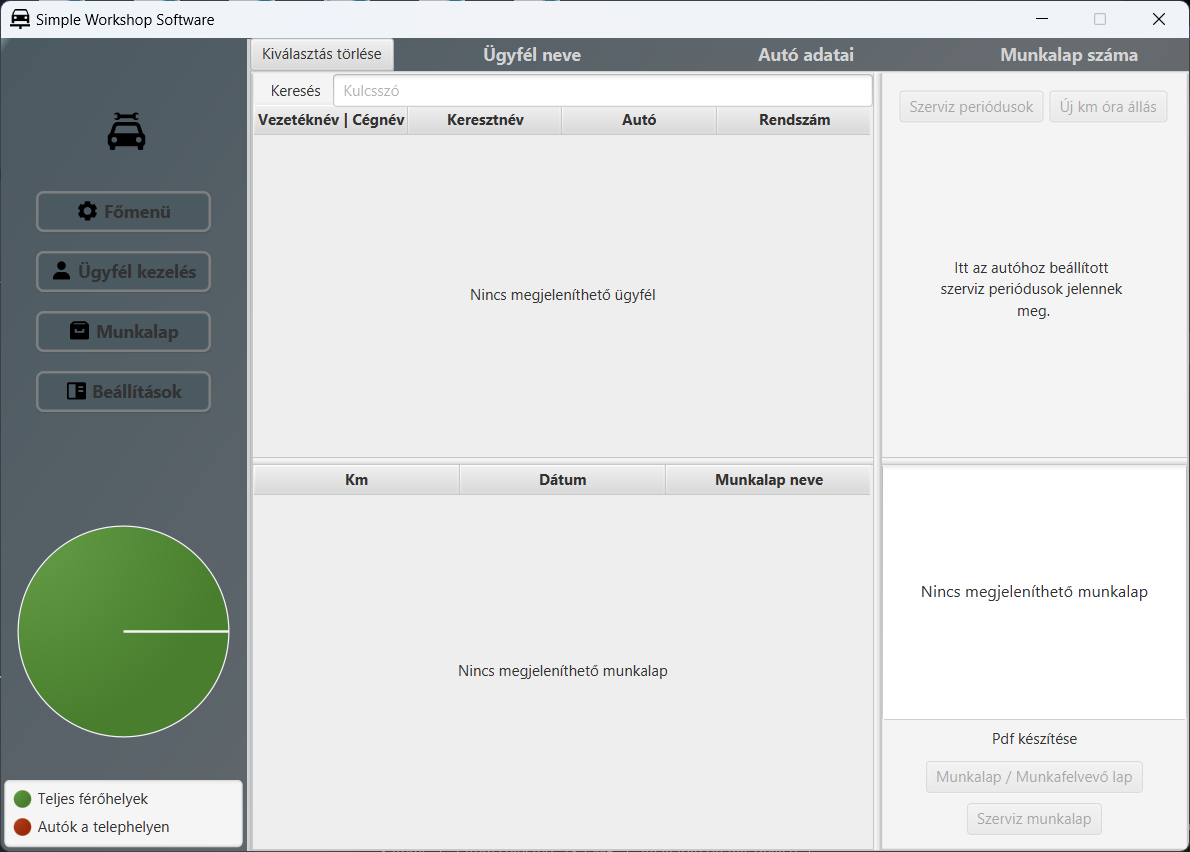 Simple Workshop Software
Kiválasztás törlése
Ügyfél neve
Autó adatai
Munkalap száma
Főmenü
Ügyfél kezelés
Munkalap
Beállítások
Teljes férőhelyek
Autók a telephelyen
Keresés
Kulcsszó
Vezetéknév | Cégnév
Keresztnév
Autó
Rendszám
Nincs megjeleníthető ügyfél
Km
Dátum
Munkalap neve
Nincs megjeleníthető munkalap
Szerviz periódusok
Új km óra állás
Itt az autóhoz beállított
szerviz periódusok jelennek
meg.
Nincs megjeleníthető munkalap
Pdf készítése
Munkalap / Munkafelvevő lap
Szerviz munkalap